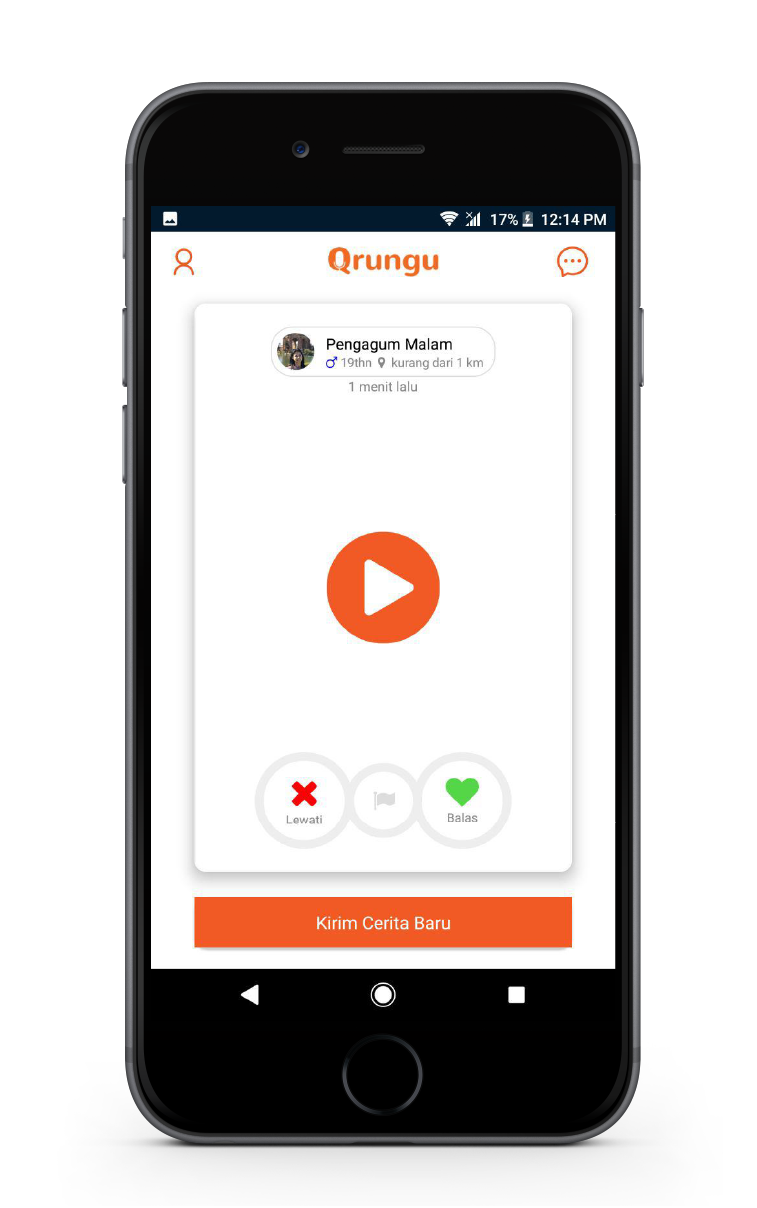 17% 12:14 PM
Qrungu
Pengagum Malam
19thn kurang dari 1 km
1 menit lalu
Lewati
Balas
Kirim Cerita Baru